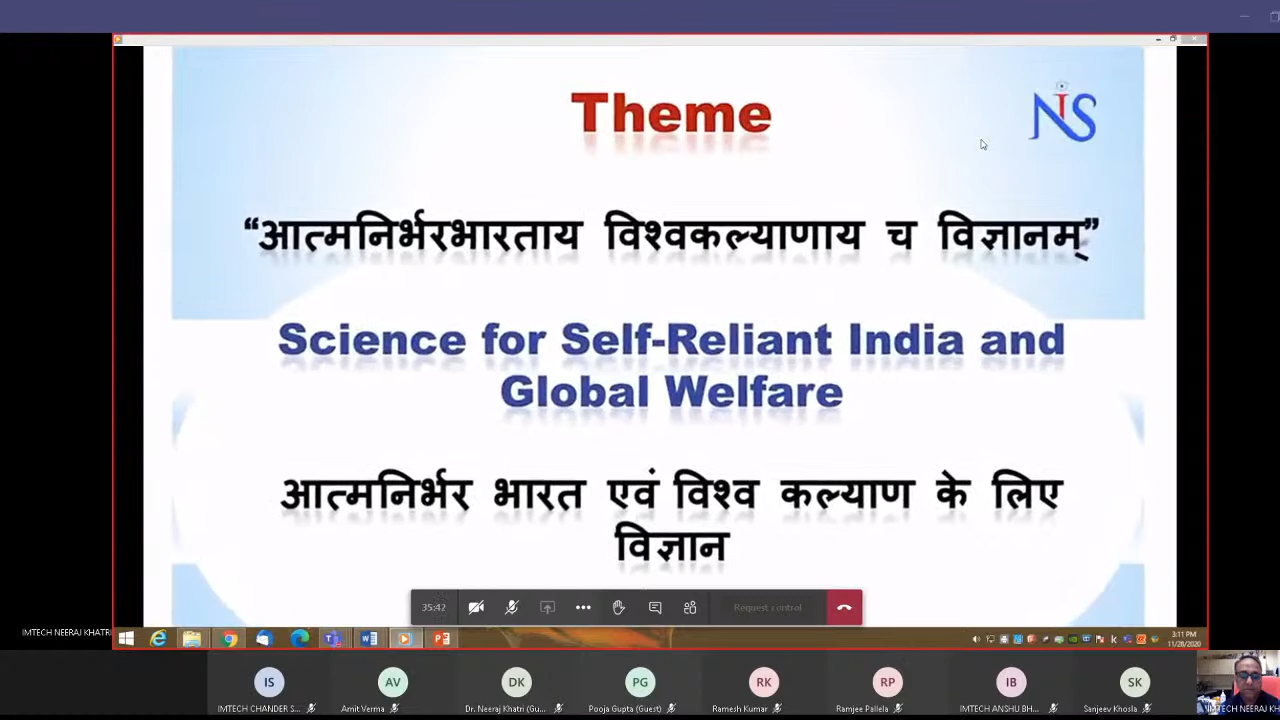 Theme
NIS
“आत्मनिर्भरभारताय विश्वकल्याणाय च विज्ञानम्”
Science for Self-Reliant India and
Global Welfare
आत्मनिर्भर भारत एवं विश्व कल्याण के लिए
विज्ञान
35:42
Request control
IMTECH NEERAJ KHATRI
3:11 PM
11/28/2020
IS AV DK PG RK RP IB SK
IMTECH CHANDER S... Amit Verma Dr. Neeraj Khatri (Gu... Pooja Gupta (Guest) Ramesh Kumar Ramjee Pallela IMTECH ANSHU BH... Sanjeev Khosla IMTECH NEERAJ KH